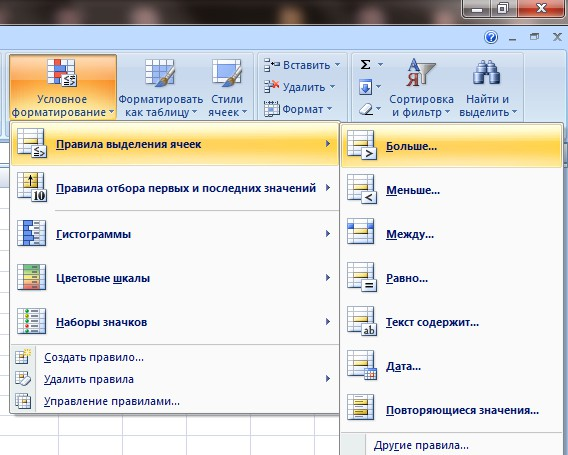 Вставить
Удалить
Формат
Σ
Условное
форматирование
Форматировать
как таблицу
Стили
ячеек
Сортировка
и фильтр
Найти и
выделить
Правила выделения ячеек
Правила отбора первых и последних значений
10
Гистограммы
Цветовые шкалы
Наборы значков
Создать правило...
Удалить правила
Управление правилами...
Больше...
Меньше...
Между...
Равно...
ab
Текст содержит...
Дата...
Повторяющиеся значения...
Другие правила...